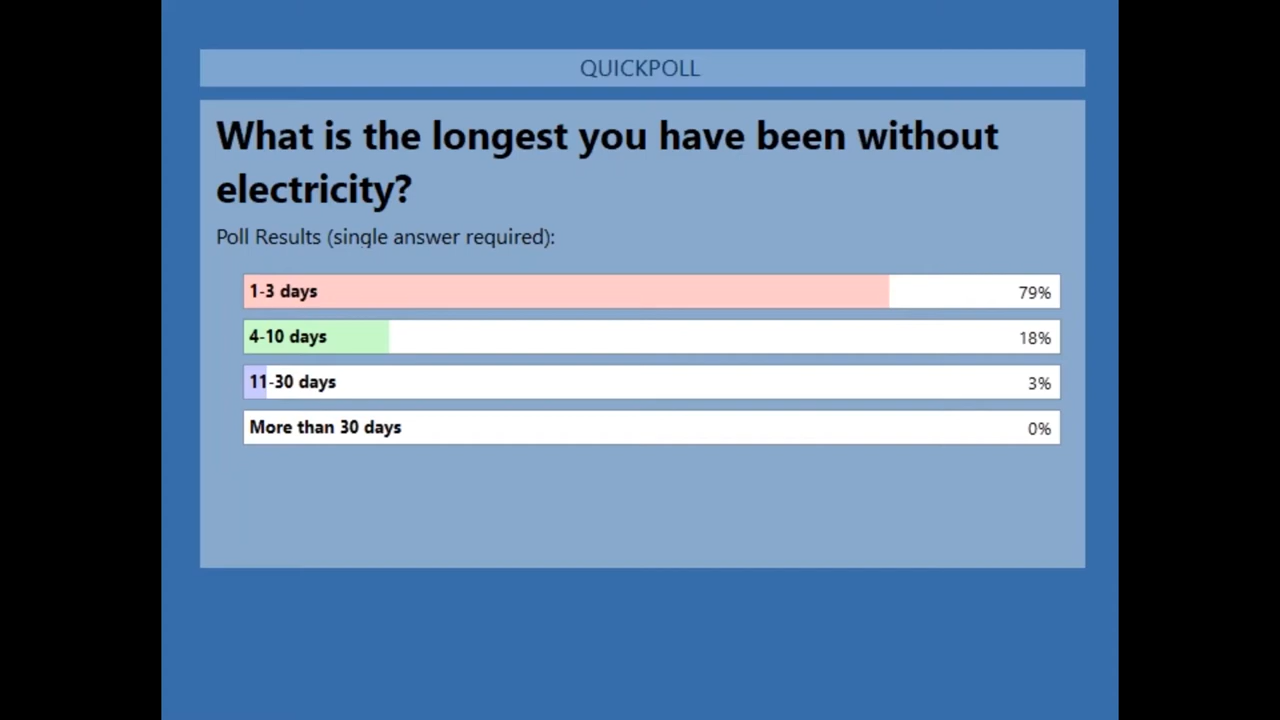 QUICKPOLL
What is the longest you have been without
electricity?
Poll Results (single answer required):
1-3 days 79%
4-10 days 18%
11-30 days 3%
More than 30 days 0%